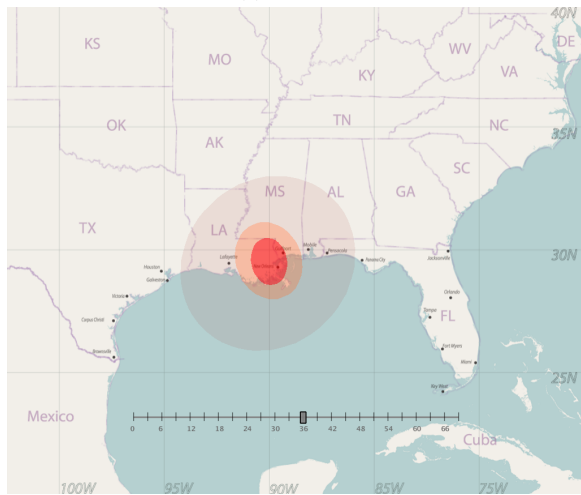 40N
KS
WV
DE
MO
VA
KY
OK
TN
NC
35N
AK
SC
MS
AL
GA
TX
LA
Mobile
Pensacola
Lafayette
Panama City
Jacksonville
30N
Houston
Galveston
Victoria
Orlando
Tampa
FL
Corpus Christi
Fort Myers
Brownsville
Miami
25N
Key West
Mexico
0 6 12 18 24 30 36 42 48 54 60 66
Cuba
100W 95W 90W 85W 75W